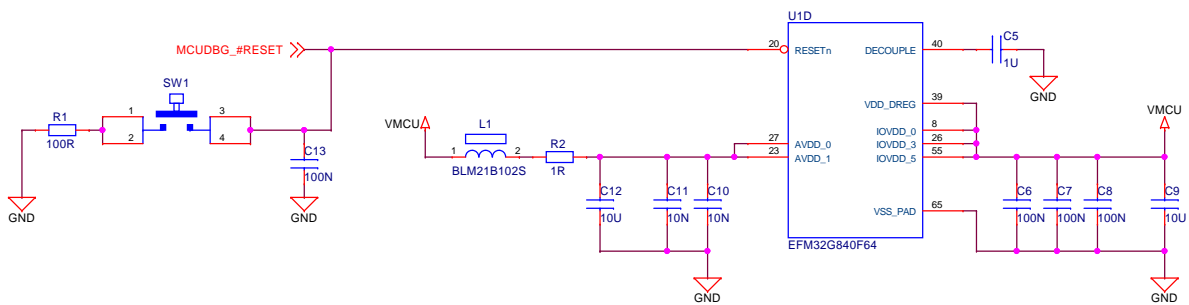 U1D
MCUDBG_#RESET
20
RESETn
DECOUPLE
40
C5
1U
GND
SW1
R1
100R
1
2
3
4
C13
100N
GND
GND
VMCU
L1
1
2
BLM21B102S
R2
1R
27
AVDD_0
23
AVDD_1
VDD_DREG
39
IOVDD_0
8
IOVDD_3
26
IOVDD_5
55
VMCU
C12
10U
C11
10N
C10
10N
GND
VSS_PAD
65
C6
100N
C7
100N
C8
100N
C9
10U
GND
EFM32G840F64